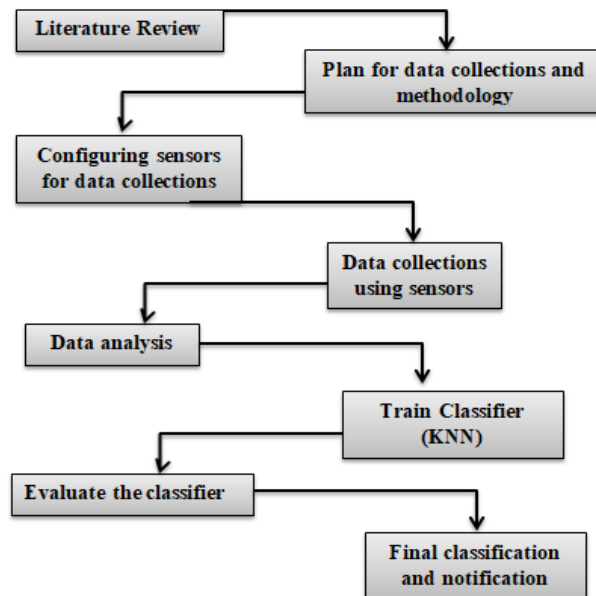 Literature Review
Plan for data collections and
methodology
Configuring sensors
for data collections
Data collections
using sensors
Data analysis
Train Classifier
(KNN)
Evaluate the classifier
Final classification
and notification